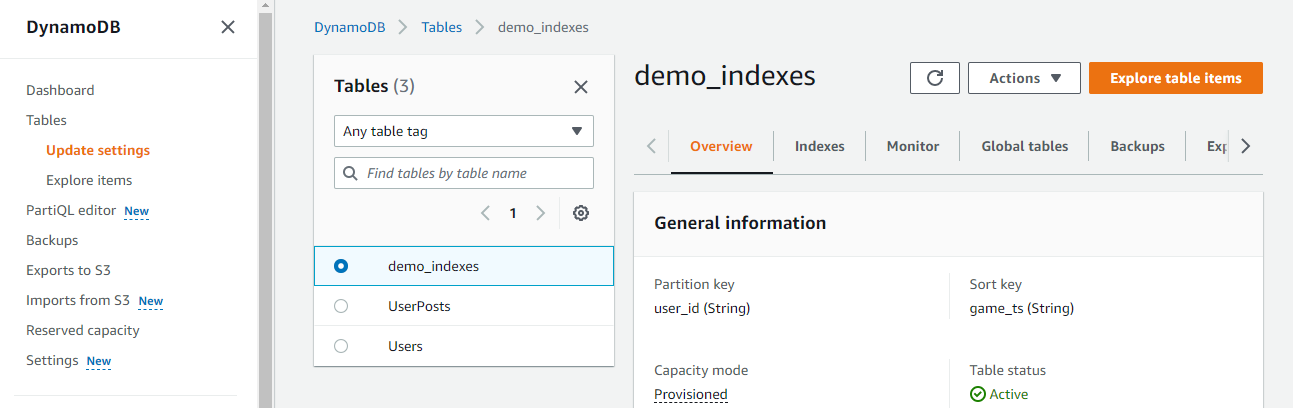 DynamoDB
Dashboard
Tables
Update settings
Explore items
PartiQL editor New
Backups
Exports to S3
Imports from S3 New
Reserved capacity
Settings New
DynamoDB Tables demo_indexes
Tables (3)
Any table tag
Find tables by table name
1
demo_indexes
UserPosts
Users
demo_indexes
Actions
Explore table items
Overview Indexes Monitor Global tables Backups
General information
Partition key
user_id (String)
Sort key
game_ts (String)
Capacity mode
Provisioned
Table status
Active